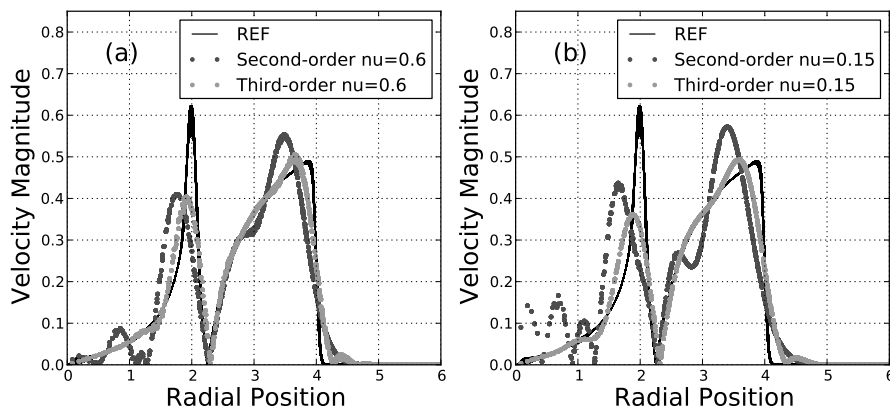 (a)
REF
Second-order nu=0.6
Third-order nu=0.6
Velocity Magnitude
0.8
0.7
0.6
0.5
0.4
0.3
0.2
0.1
0.0
0 1 2 3 4 5 6
Radial Position
(b)
REF
Second-order nu=0.15
Third-order nu=0.15
Velocity Magnitude
0.8
0.7
0.6
0.5
0.4
0.3
0.2
0.1
0.0
0 1 2 3 4 5 6
Radial Position